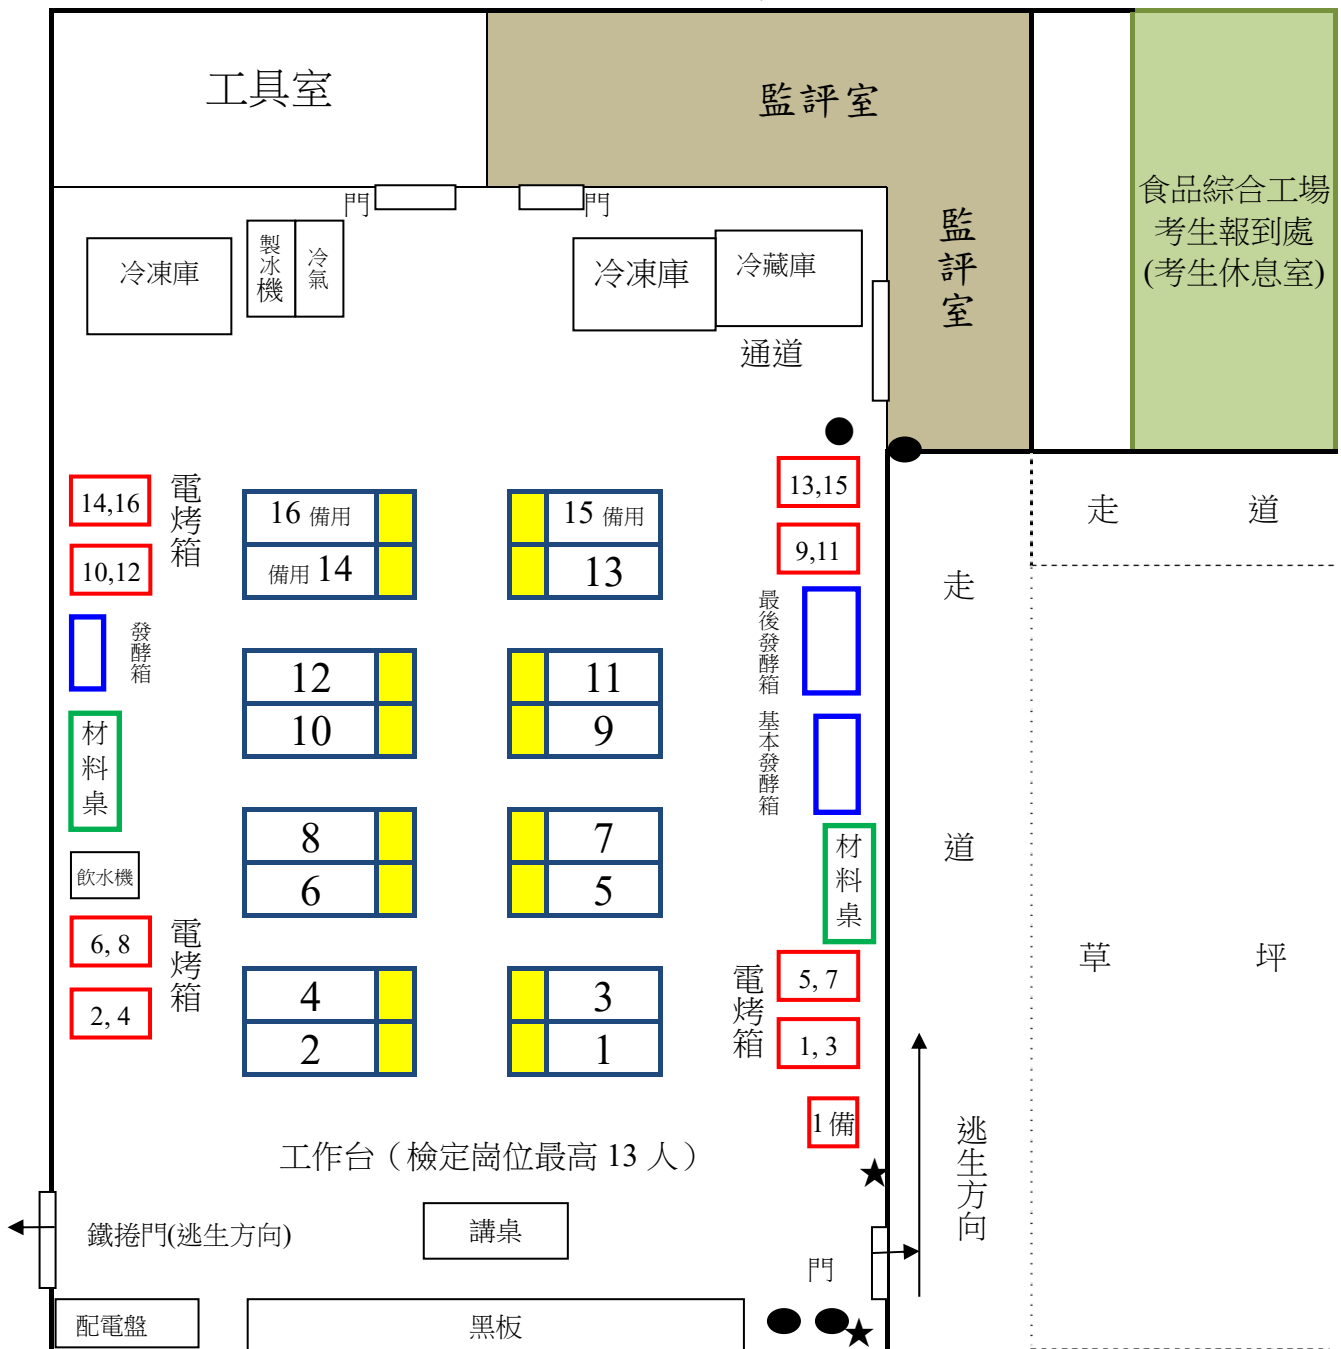 工具室
監評室
食品綜合工場
考生報到處
(考生休息室)
監評室
門
門
冷凍庫
製冰機
冷氣
冷凍庫
冷藏庫
通道
14,16
電烤箱
10,12
16 備用
備用 14
15 備用
13
13,15
9,11
走道
走道
發酵箱
最後發酵箱
12
10
11
9
材料桌
基本發酵箱
飲水機
8
6
7
5
材料桌
6, 8
電烤箱
2, 4
4
2
3
1
電烤箱
5, 7
1, 3
1 備
草坪
逃生方向
工作台（檢定崗位最高 13 人）
鐵捲門(逃生方向)
講桌
門
配電盤
黑板